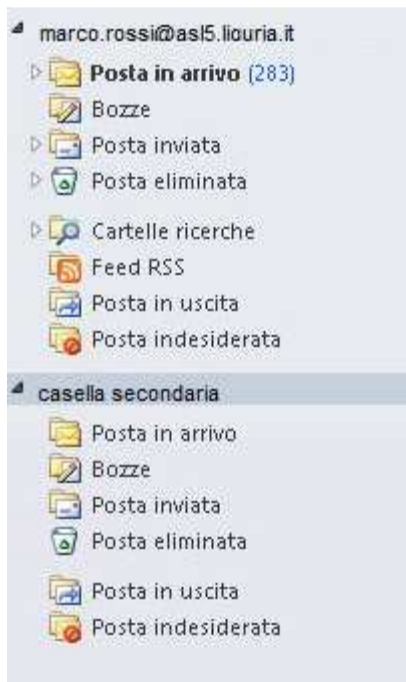 marco.rossi@asl5.liguria.it
Posta in arrivo (283)
Bozze
Posta inviata
Posta eliminata
Cartelle ricerche
Feed RSS
Posta in uscita
Posta indesiderata
casella secondaria
Posta in arrivo
Bozze
Posta inviata
Posta eliminata
Posta in uscita
Posta indesiderata